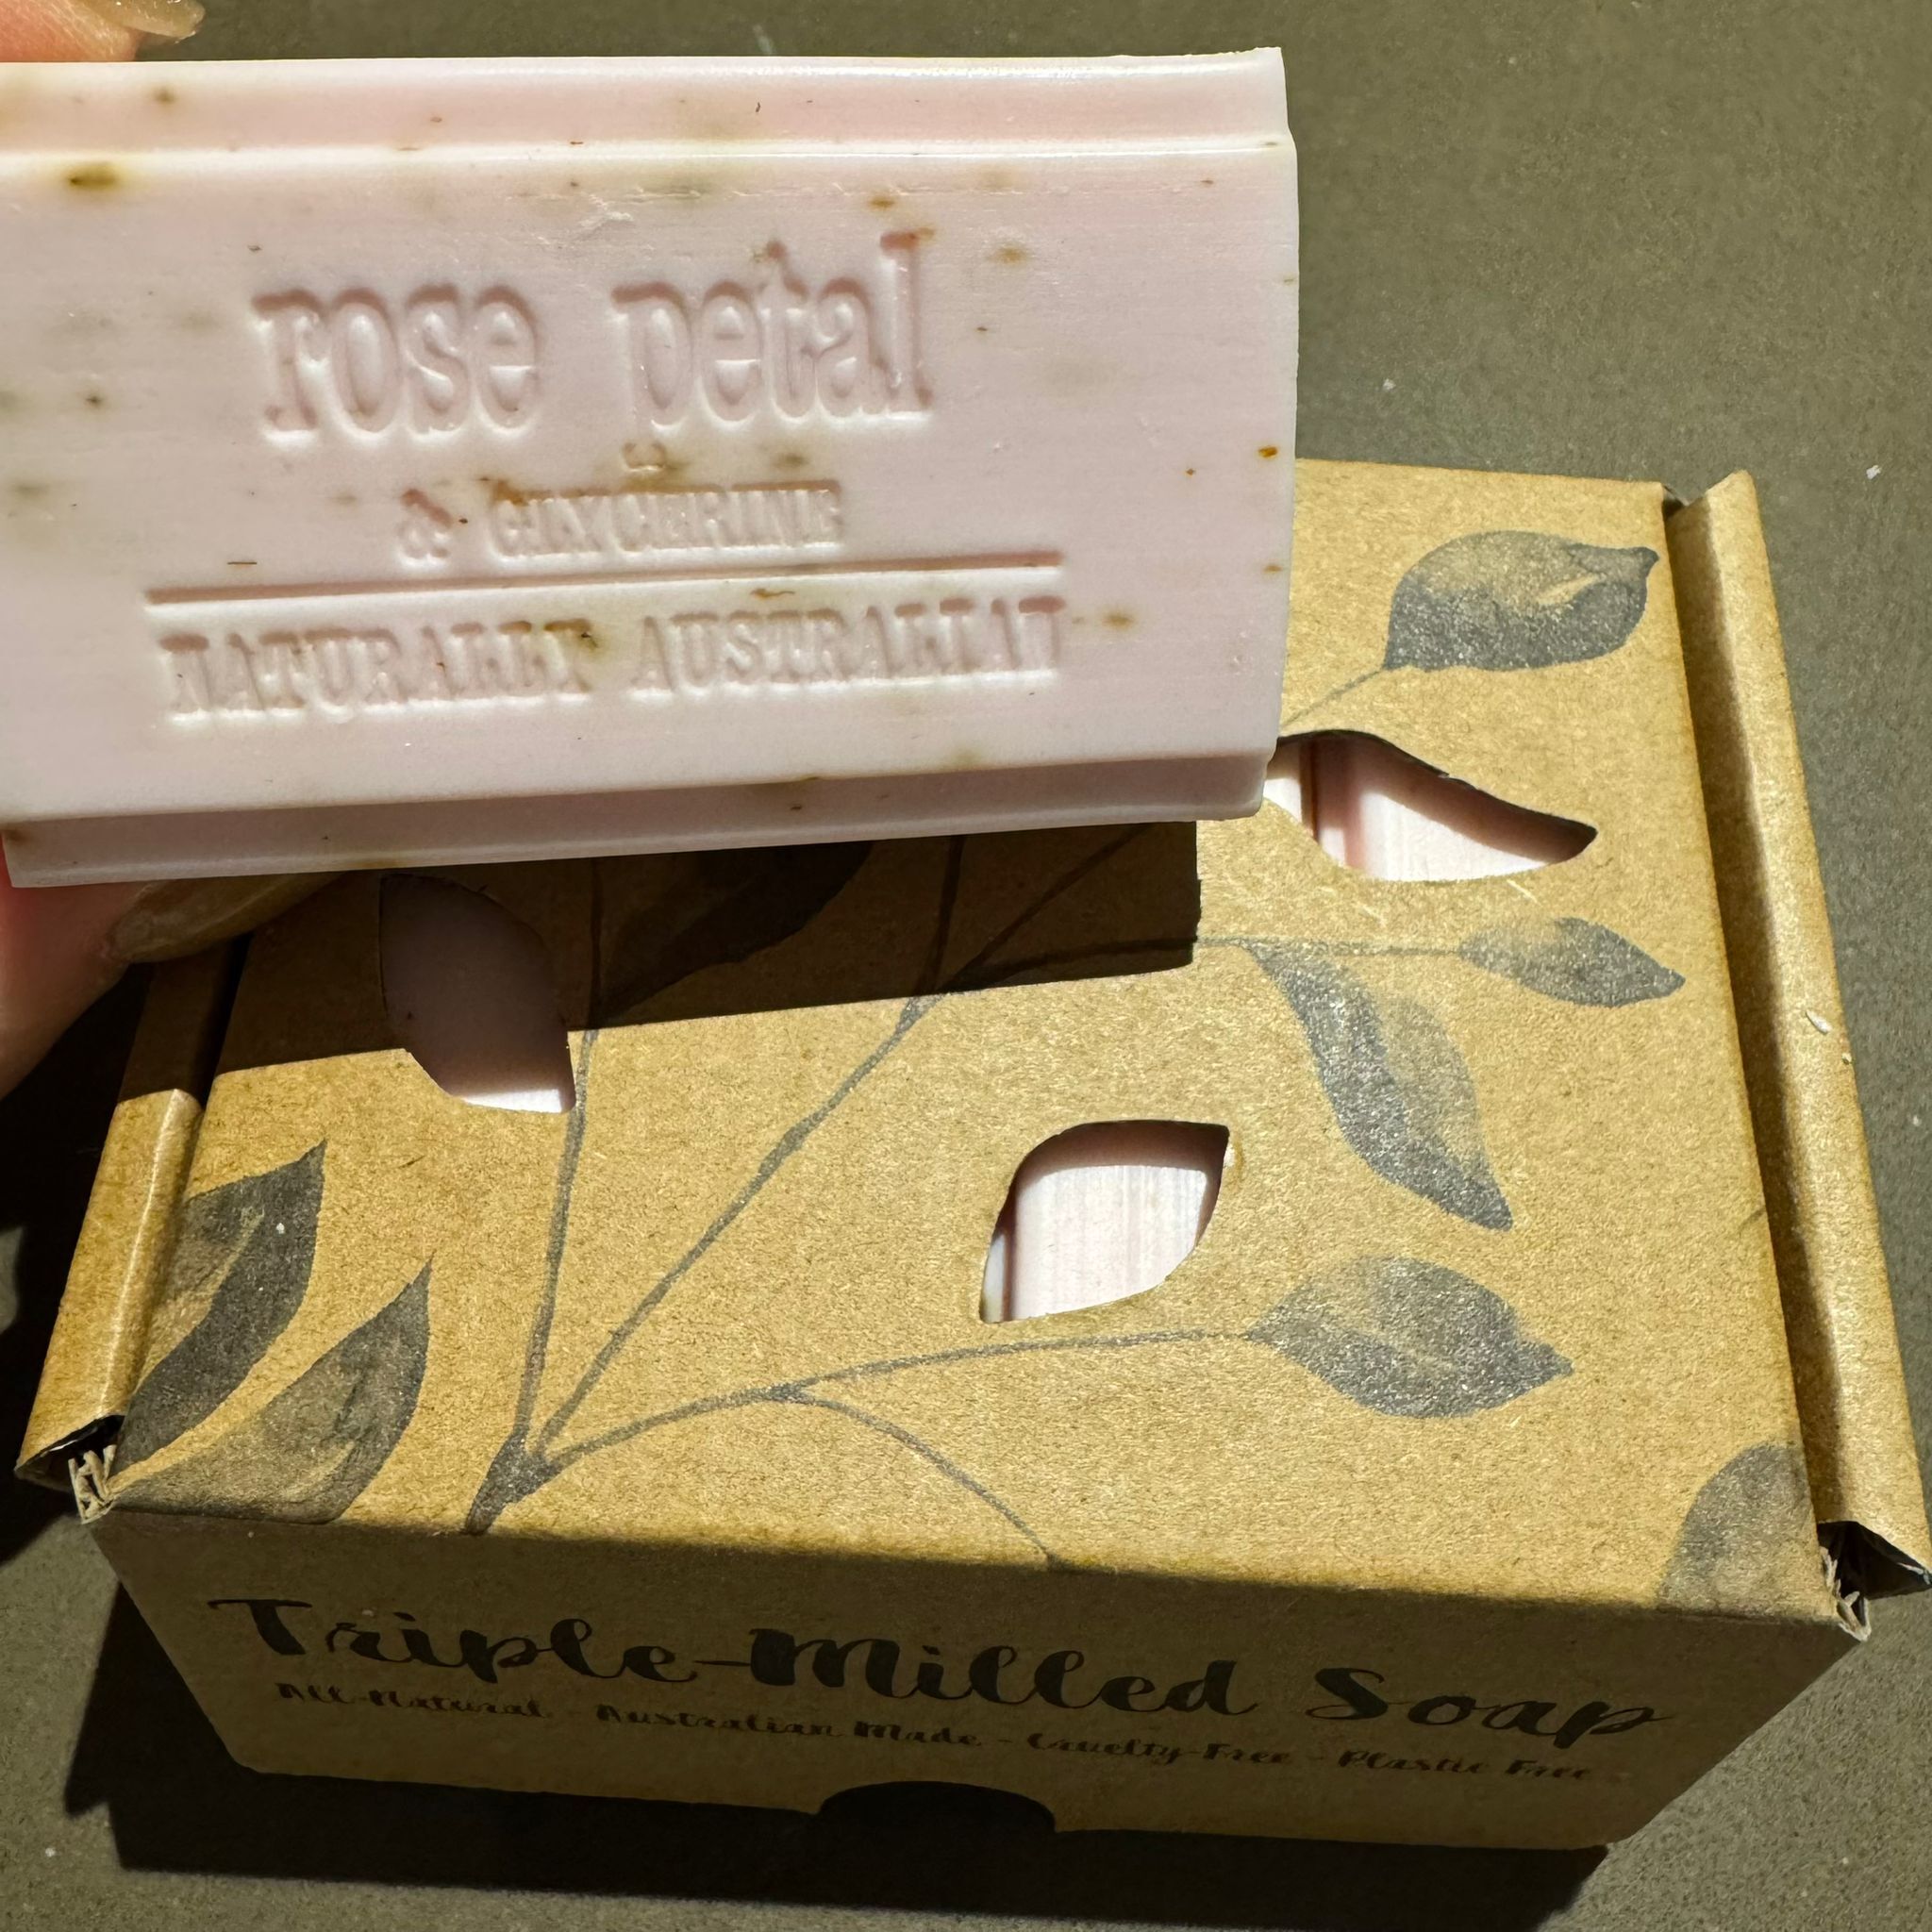 rose petal
& GLYCERINE
NATURALLY AUSTRALIAN
Triple-Milled Soap
All-Natural - Australian Made - Cruelty-Free - Plastic Free